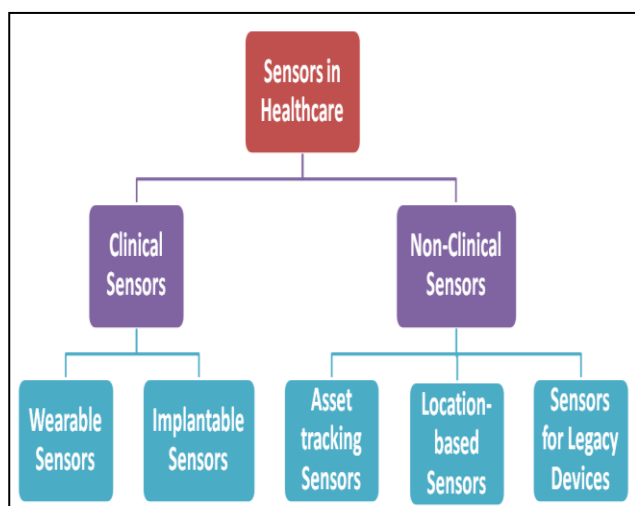 Sensors in
Healthcare
Clinical
Sensors
Non-Clinical
Sensors
Wearable
Sensors
Implantable
Sensors
Asset
tracking
Sensors
Location-
based
Sensors
Sensors
for Legacy
Devices